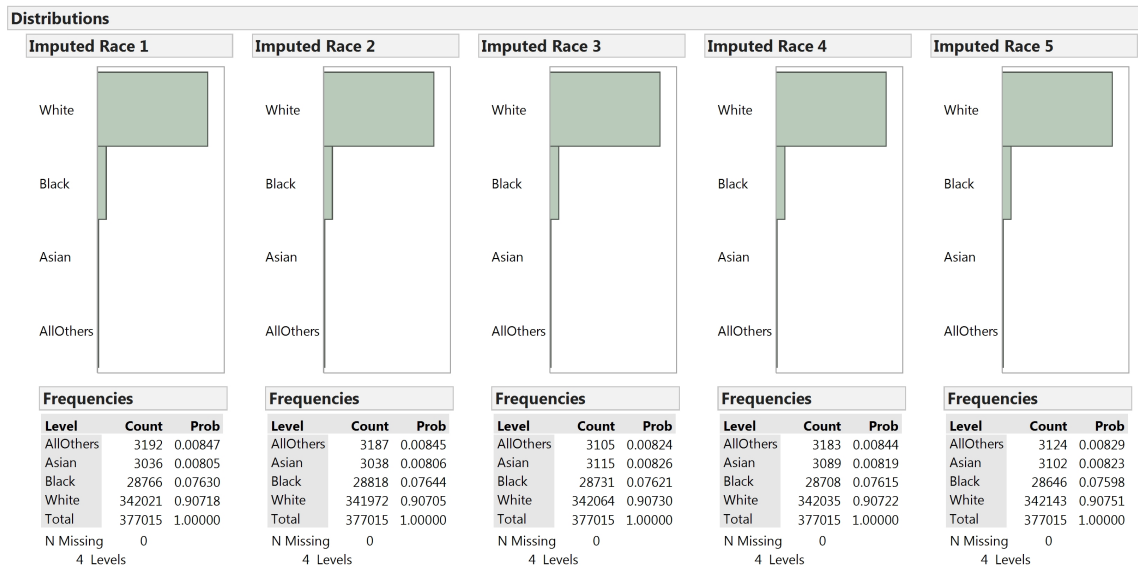 Distributions
Imputed Race 1
White
Black
Asian
AllOthers
Frequencies
Level Count Prob
AllOthers 3192 0.00847
Asian 3036 0.00805
Black 28766 0.07630
White 342021 0.90718
Total 377015 1.00000
N Missing 0
4 Levels
Imputed Race 2
White
Black
Asian
AllOthers
Frequencies
Level Count Prob
AllOthers 3187 0.00845
Asian 3038 0.00806
Black 28818 0.07644
White 341972 0.90705
Total 377015 1.00000
N Missing 0
4 Levels
Imputed Race 3
White
Black
Asian
AllOthers
Frequencies
Level Count Prob
AllOthers 3105 0.00824
Asian 3115 0.00826
Black 28731 0.07621
White 342064 0.90730
Total 377015 1.00000
N Missing 0
4 Levels
Imputed Race 4
White
Black
Asian
AllOthers
Frequencies
Level Count Prob
AllOthers 3183 0.00844
Asian 3089 0.00819
Black 28708 0.07615
White 342035 0.90722
Total 377015 1.00000
N Missing 0
4 Levels
Imputed Race 5
White
Black
Asian
AllOthers
Frequencies
Level Count Prob
AllOthers 3124 0.00829
Asian 3102 0.00823
Black 28646 0.07598
White 342143 0.90751
Total 377015 1.00000
N Missing 0
4 Levels